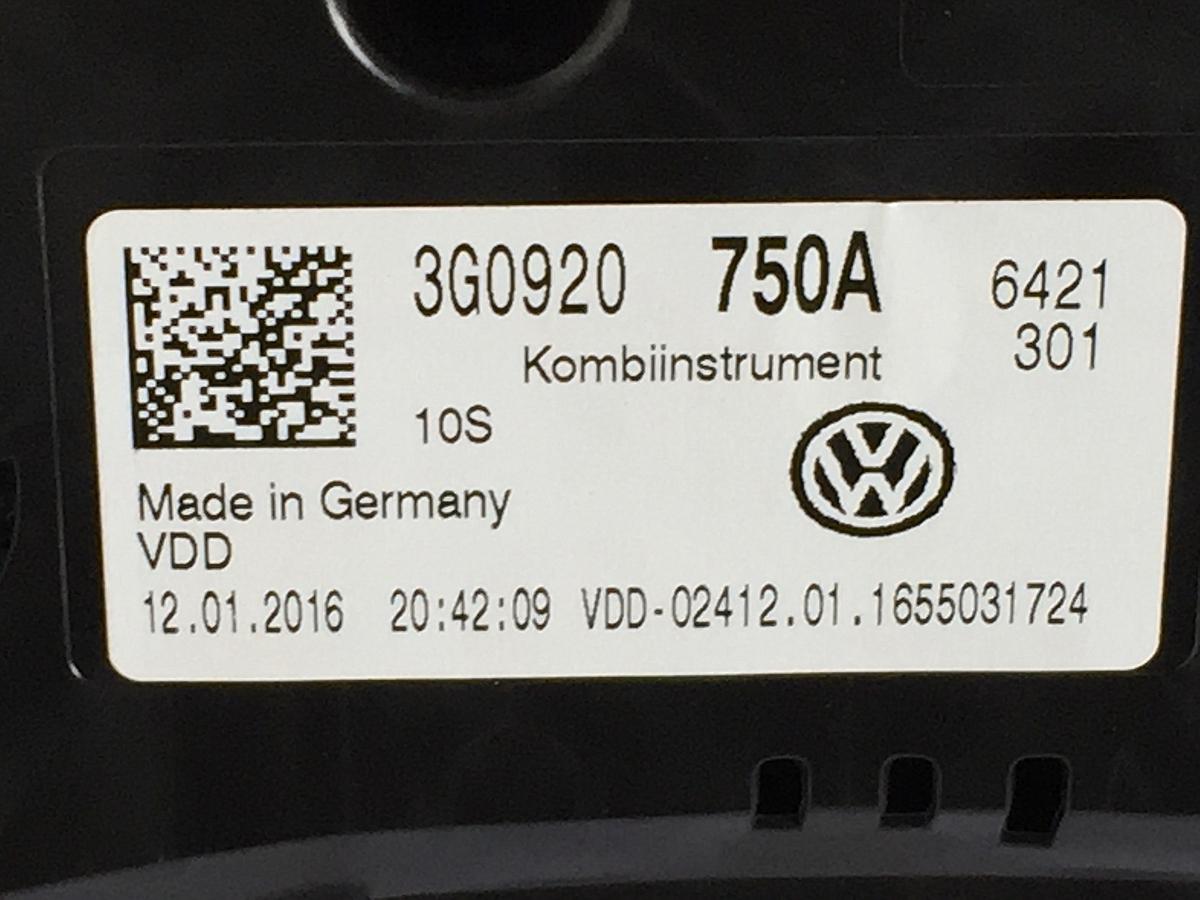 3G0920 750A 6421
301
Kombiinstrument
10S
Made in Germany
VDD
12.01.2016 20:42:09 VDD-02412.01.1655031724